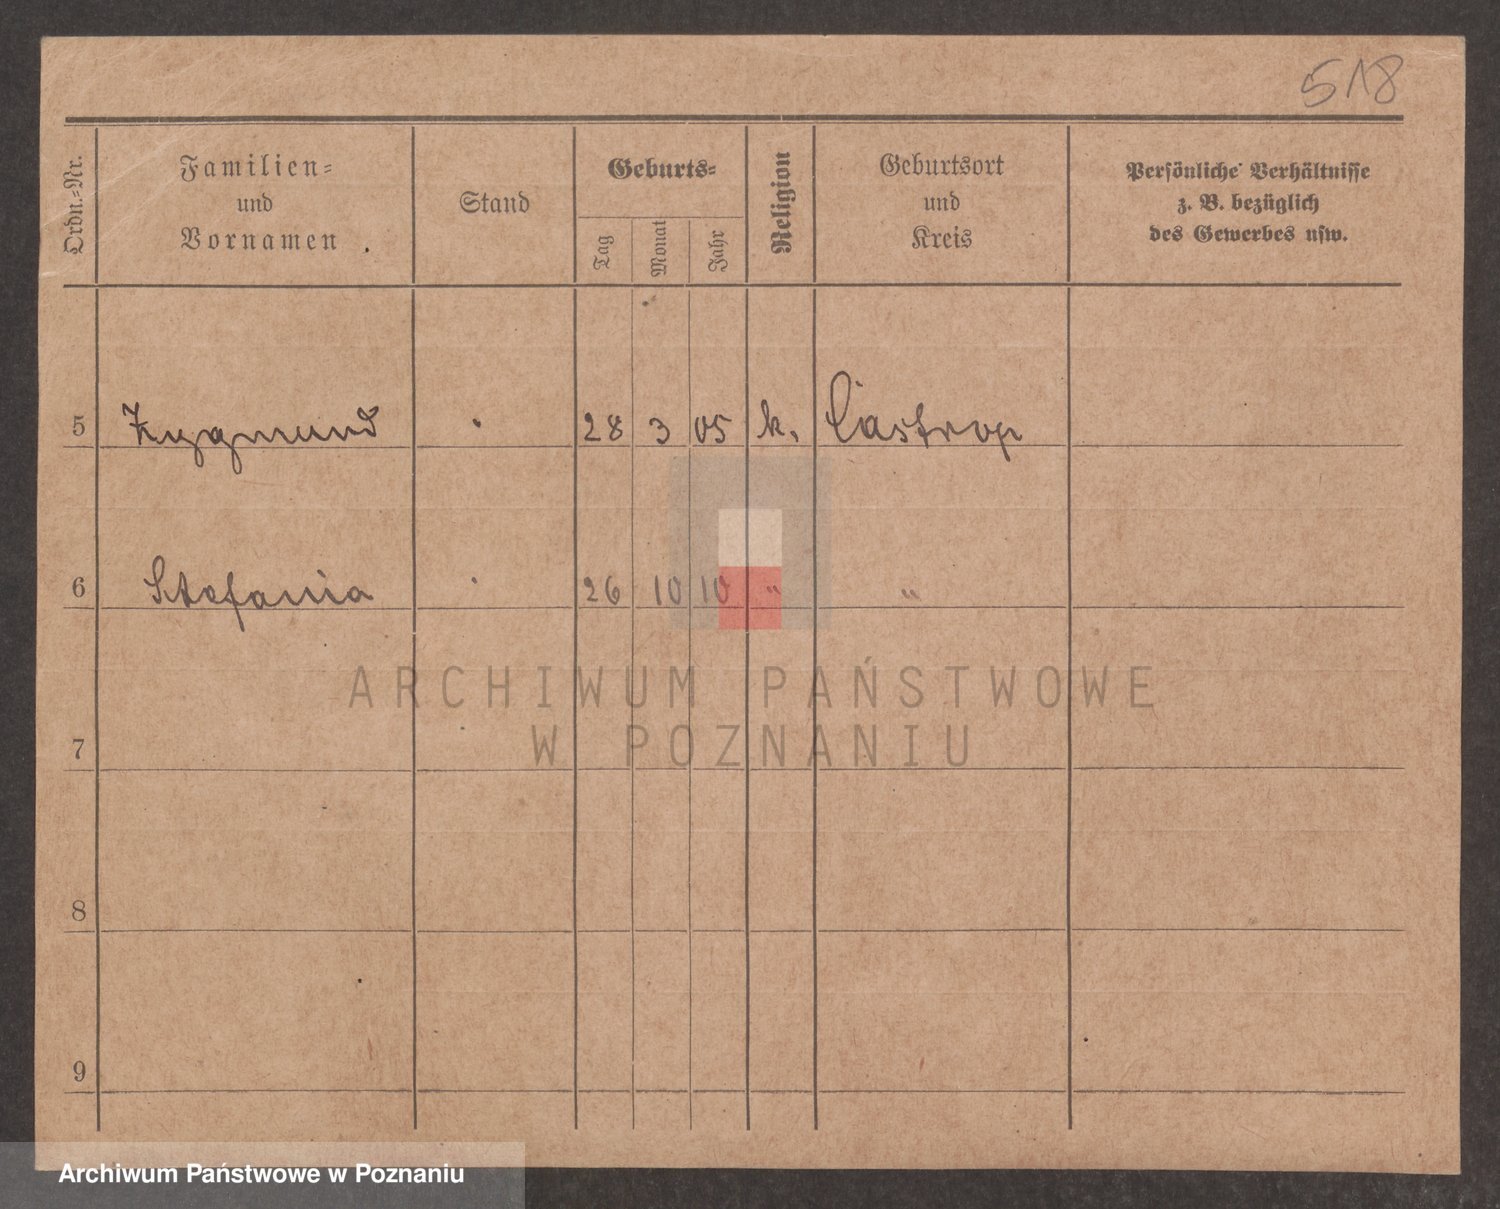 518
Ordn.-Nr.
Familien-
und
Vornamen
Stand
Geburts-
Tag
Monat
Jahr
Religion
Geburtsort
und
Kreis
Persönliche Verhältnisse
z. B. bezüglich
des Gewerbes usw.
5 Zygmund 28 3 05 k. Castrop
6 Stefania 26 10 10 " "
ARCHIWUM PAŃSTWOWE
W POZNANIU
7
8
9
Archiwum Państwowe w Poznaniu